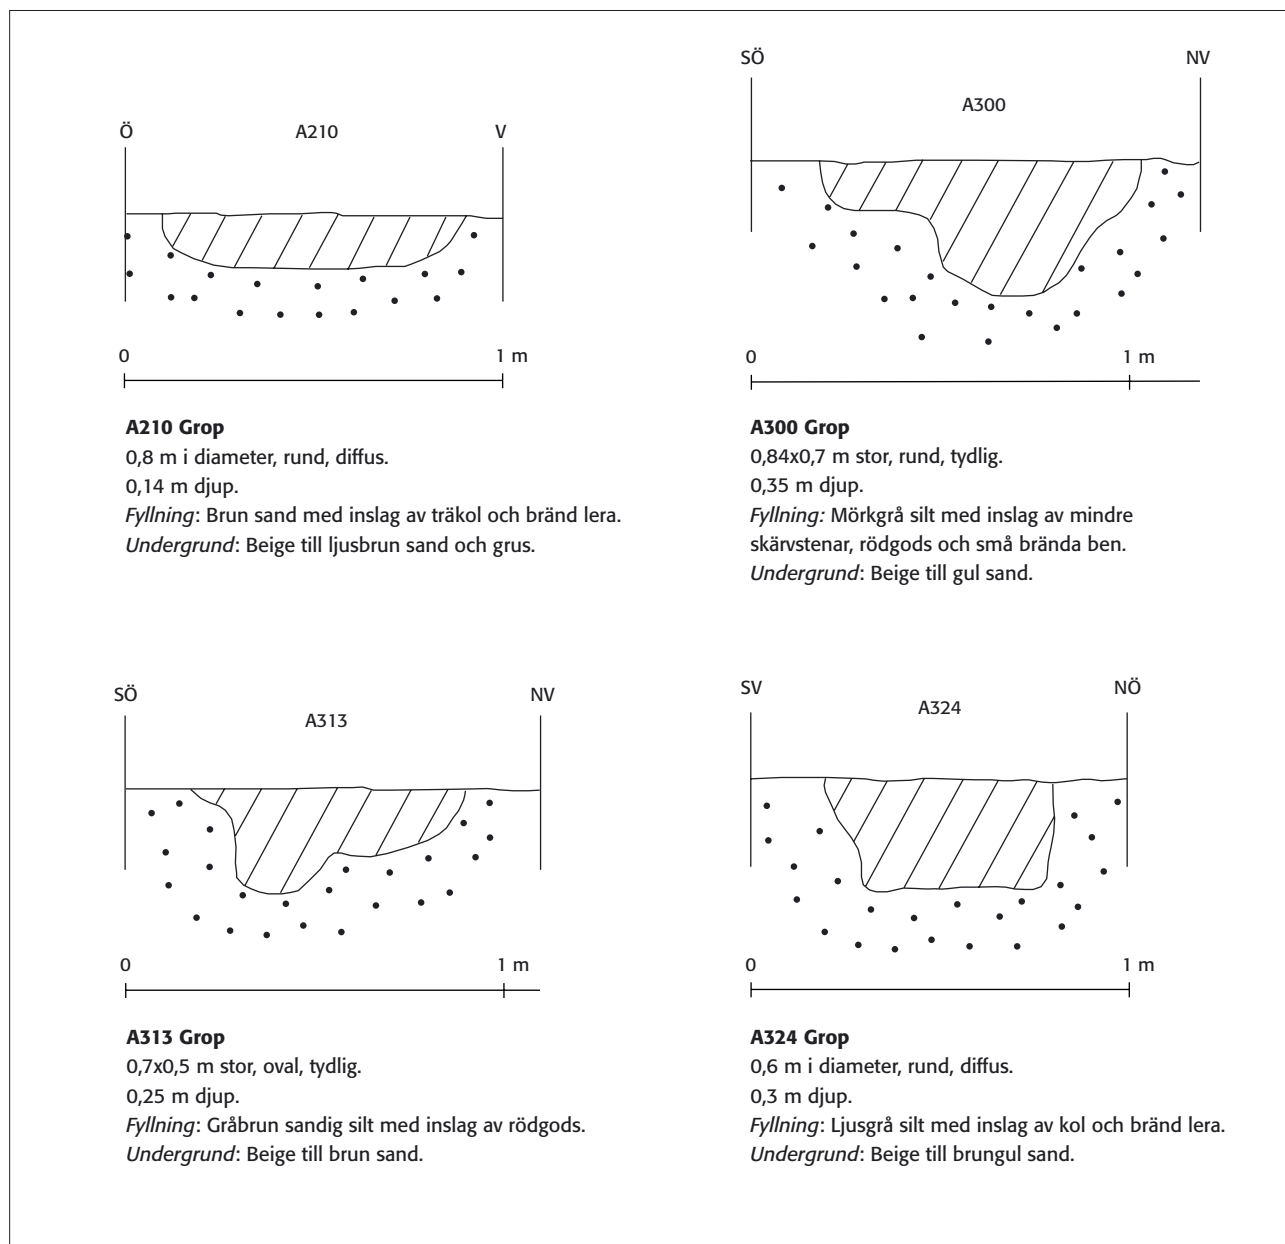 Ö A210 V
0 1 m
A210 Grop
0,8 m i diameter, rund, diffus.
0,14 m djup.
Fyllning: Brun sand med inslag av träkol och bränd lera.
Undergrund: Beige till ljusbrun sand och grus.
SÖ NV
A300
0 1 m
A300 Grop
0,84x0,7 m stor, rund, tydlig.
0,35 m djup.
Fyllning: Mörkgrå silt med inslag av mindre
skärvstenar, rödgods och små brända ben.
Undergrund: Beige till gul sand.
SÖ NV
A313
0 1 m
A313 Grop
0,7x0,5 m stor, oval, tydlig.
0,25 m djup.
Fyllning: Gråbrun sandig silt med inslag av rödgods.
Undergrund: Beige till brun sand.
SV NÖ
A324
0 1 m
A324 Grop
0,6 m i diameter, rund, diffus.
0,3 m djup.
Fyllning: Ljusgrå silt med inslag av kol och bränd lera.
Undergrund: Beige till brungul sand.